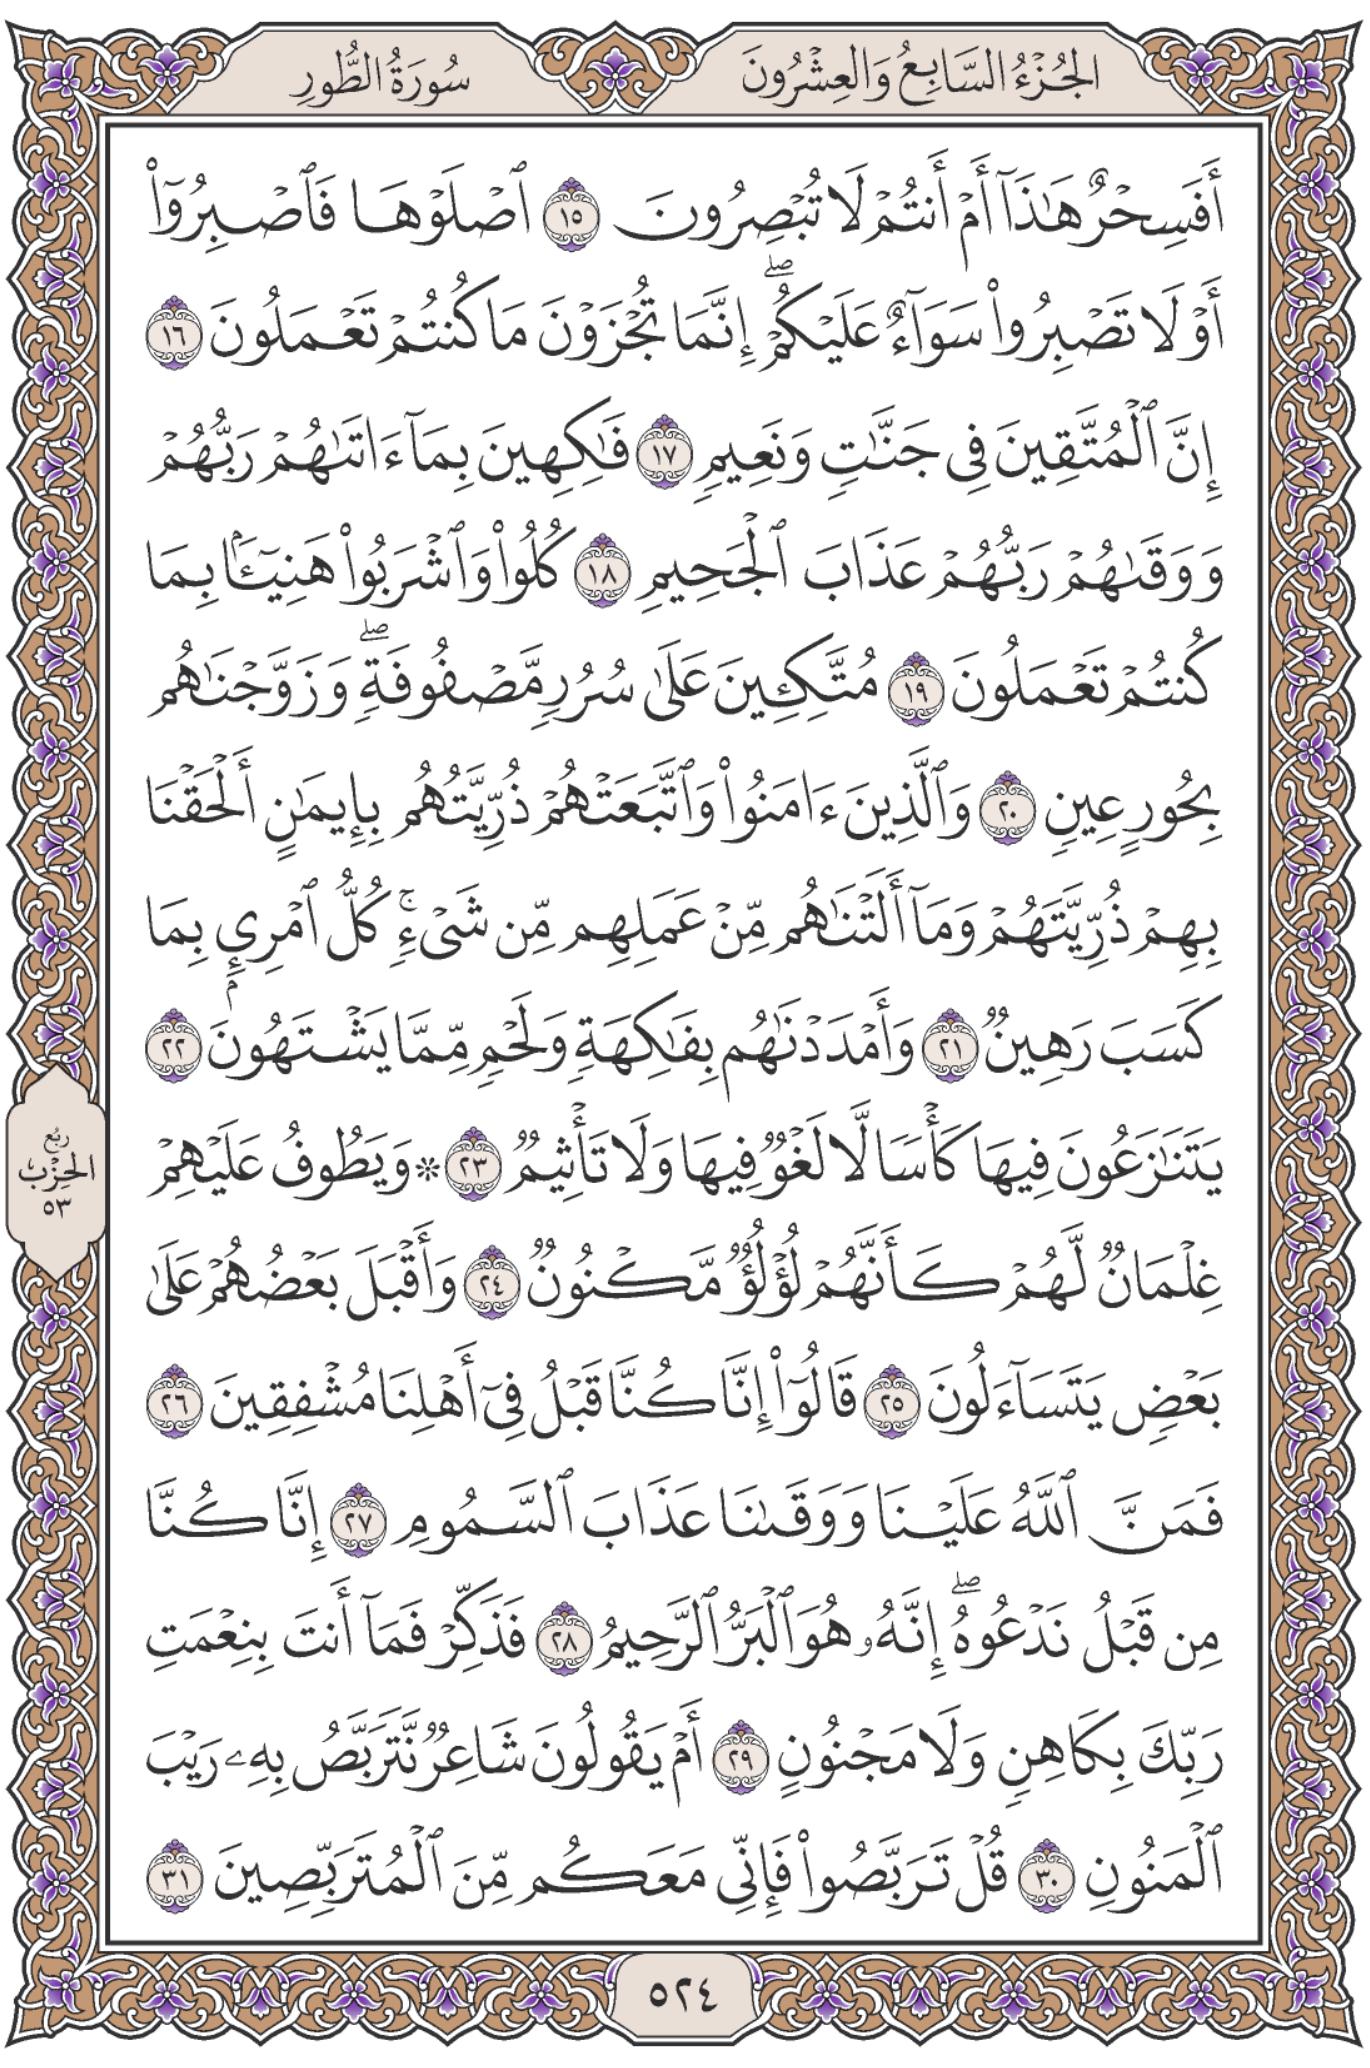 الجُزْءُ السَّابِعُ وَالعِشْرُونَ
سُورَةُ الطُّورِ
أَفَسِحْرٌ هَٰذَآ أَمْ أَنتُمْ لَا تُبْصِرُونَ ١٥ ٱصْلَوْهَا فَٱصْبِرُوٓا۟
أَوْ لَا تَصْبِرُوا۟ سَوَآءٌ عَلَيْكُمْ ۖ إِنَّمَا تُجْزَوْنَ مَا كُنتُمْ تَعْمَلُونَ ١٦
إِنَّ ٱلْمُتَّقِينَ فِى جَنَّٰتٍ وَنَعِيمٍ ١٧ فَٰكِهِينَ بِمَآ ءَاتَىٰهُمْ رَبُّهُمْ
وَوَقَىٰهُمْ رَبُّهُمْ عَذَابَ ٱلْجَحِيمِ ١٨ كُلُوا۟ وَٱشْرَبُوا۟ هَنِيٓـَٔۢا بِمَا
كُنتُمْ تَعْمَلُونَ ١٩ مُتَّكِـِٔينَ عَلَىٰ سُرُرٍ مَّصْفُوفَةٍ ۖ وَزَوَّجْنَٰهُم
بِحُورٍ عِينٍ ٢٠ وَٱلَّذِينَ ءَامَنُوا۟ وَٱتَّبَعَتْهُمْ ذُرِّيَّتُهُم بِإِيمَٰنٍ أَلْحَقْنَا
بِهِمْ ذُرِّيَّتَهُمْ وَمَآ أَلَتْنَٰهُم مِّنْ عَمَلِهِم مِّن شَىْءٍ ۚ كُلُّ ٱمْرِئٍۭ بِمَا
كَسَبَ رَهِينٌ ٢١ وَأَمْدَدْنَٰهُم بِفَٰكِهَةٍ وَلَحْمٍ مِّمَّا يَشْتَهُونَ ٢٢
يَتَنَٰزَعُونَ فِيهَا كَأْسًا لَّا لَغْوٌ فِيهَا وَلَا تَأْثِيمٌ ٢٣ ۞ وَيَطُوفُ عَلَيْهِمْ
غِلْمَانٌ لَّهُمْ كَأَنَّهُمْ لُؤْلُؤٌ مَّكْنُونٌ ٢٤ وَأَقْبَلَ بَعْضُهُمْ عَلَىٰ
بَعْضٍ يَتَسَآءَلُونَ ٢٥ قَالُوٓا۟ إِنَّا كُنَّا قَبْلُ فِىٓ أَهْلِنَا مُشْفِقِينَ ٢٦
فَمَنَّ ٱللَّهُ عَلَيْنَا وَوَقَىٰنَا عَذَابَ ٱلسَّمُومِ ٢٧ إِنَّا كُنَّا
مِن قَبْلُ نَدْعُوهُ ۖ إِنَّهُۥ هُوَ ٱلْبَرُّ ٱلرَّحِيمُ ٢٨ فَذَكِّرْ فَمَآ أَنتَ بِنِعْمَتِ
رَبِّكَ بِكَاهِنٍ وَلَا مَجْنُونٍ ٢٩ أَمْ يَقُولُونَ شَاعِرٌ نَّتَرَبَّصُ بِهِۦ رَيْبَ
ٱلْمَنُونِ ٣٠ قُلْ تَرَبَّصُوا۟ فَإِنِّى مَعَكُم مِّنَ ٱلْمُتَرَبِّصِينَ ٣١
رُبُع
الحِزْب
٥٣
٥٢٤